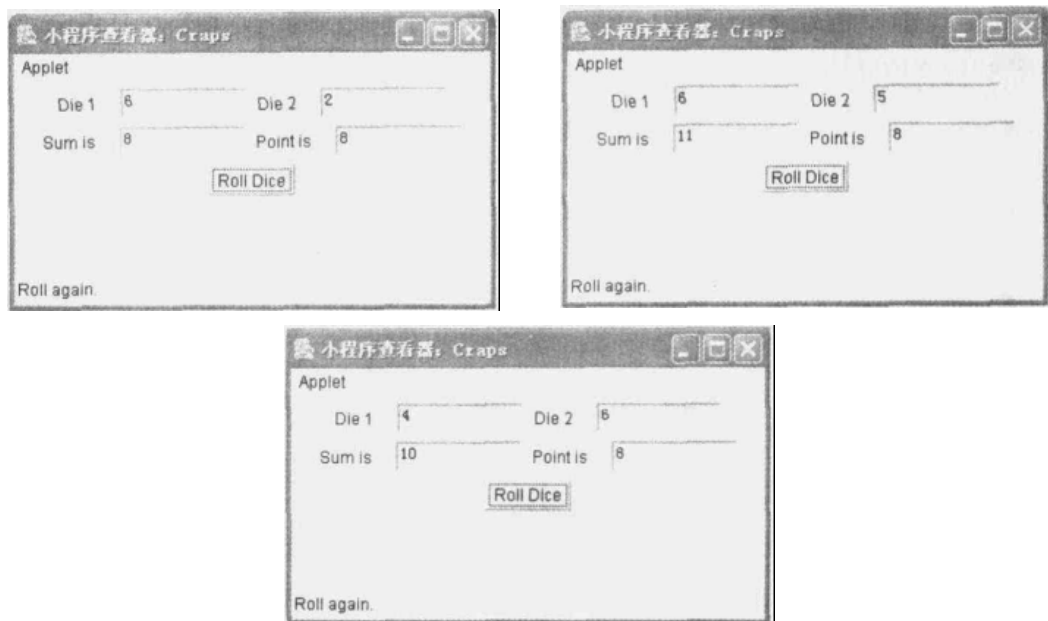 小程序查看器: Craps
Applet
Die 1 6 Die 2 2
Sum is 8 Point is 8
Roll Dice
Roll again.
小程序查看器: Craps
Applet
Die 1 6 Die 2 5
Sum is 11 Point is 8
Roll Dice
Roll again.
小程序查看器: Craps
Applet
Die 1 4 Die 2 6
Sum is 10 Point is 8
Roll Dice
Roll again.